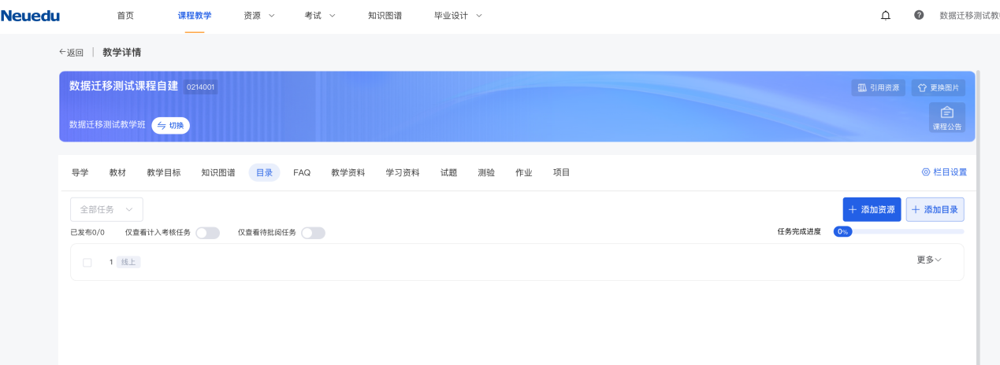 Neuedu 首页 课程教学 资源 考试 知识图谱 毕业设计 数据迁移测试教
返回 教学详情
数据迁移测试课程自建 0214001 引用资源 更换图片
数据迁移测试教学班 切换 课程公告
导学 教材 教学目标 知识图谱 目录 FAQ 教学资料 学习资料 试题 测验 作业 项目 栏目设置
全部任务 添加资源 添加目录
已发布0/0 仅查看计入考核任务 仅查看待批阅任务 任务完成进度 0%
1 线上 更多